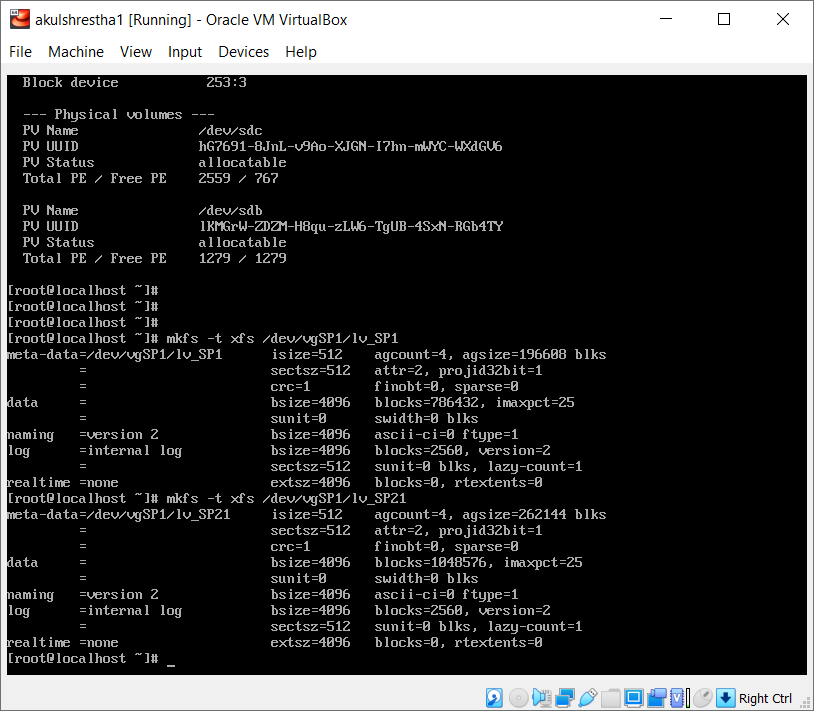 akulshrestha1 [Running] - Oracle VM VirtualBox
File Machine View Input Devices Help
  Block device           253:3

  --- Physical volumes ---
  PV Name               /dev/sdc
  PV UUID               hG7691-8JnL-v9Ao-XJGN-I7hn-mWYC-WXdGV6
  PV Status             allocatable
  Total PE / Free PE    2559 / 767

  PV Name               /dev/sdb
  PV UUID               lKMGrW-ZDZM-H8qu-zLW6-TgUB-4SxN-RGb4TY
  PV Status             allocatable
  Total PE / Free PE    1279 / 1279

[root@localhost ~]#
[root@localhost ~]#
[root@localhost ~]#
[root@localhost ~]# mkfs -t xfs /dev/vgSP1/lv_SP1
meta-data=/dev/vgSP1/lv_SP1      isize=512    agcount=4, agsize=196608 blks
         =                       sectsz=512   attr=2, projid32bit=1
         =                       crc=1        finobt=0, sparse=0
data     =                       bsize=4096   blocks=786432, imaxpct=25
         =                       sunit=0      swidth=0 blks
naming   =version 2              bsize=4096   ascii-ci=0 ftype=1
log      =internal log           bsize=4096   blocks=2560, version=2
         =                       sectsz=512   sunit=0 blks, lazy-count=1
realtime =none                   extsz=4096   blocks=0, rtextents=0
[root@localhost ~]# mkfs -t xfs /dev/vgSP1/lv_SP21
meta-data=/dev/vgSP1/lv_SP21     isize=512    agcount=4, agsize=262144 blks
         =                       sectsz=512   attr=2, projid32bit=1
         =                       crc=1        finobt=0, sparse=0
data     =                       bsize=4096   blocks=1048576, imaxpct=25
         =                       sunit=0      swidth=0 blks
naming   =version 2              bsize=4096   ascii-ci=0 ftype=1
log      =internal log           bsize=4096   blocks=2560, version=2
         =                       sectsz=512   sunit=0 blks, lazy-count=1
realtime =none                   extsz=4096   blocks=0, rtextents=0
[root@localhost ~]# _
Right Ctrl